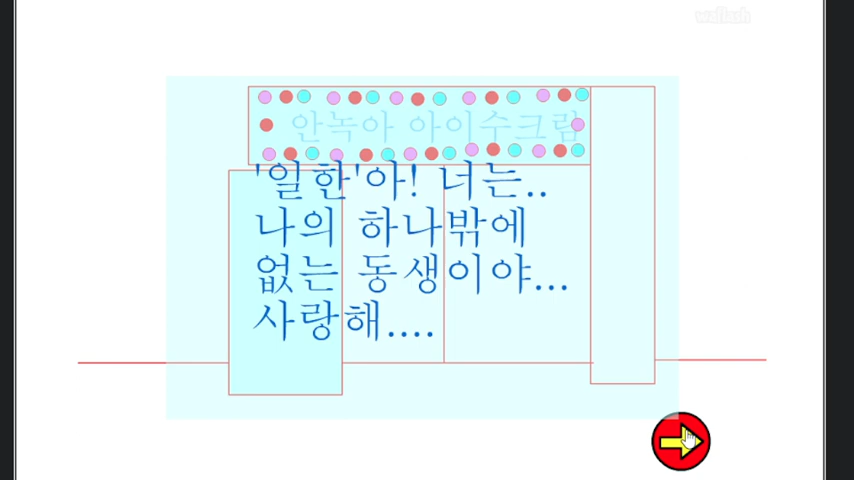 waflash
안녹아 아이수크림
'일한'아! 너는..
나의 하나밖에
없는 동생이야...
사랑해....